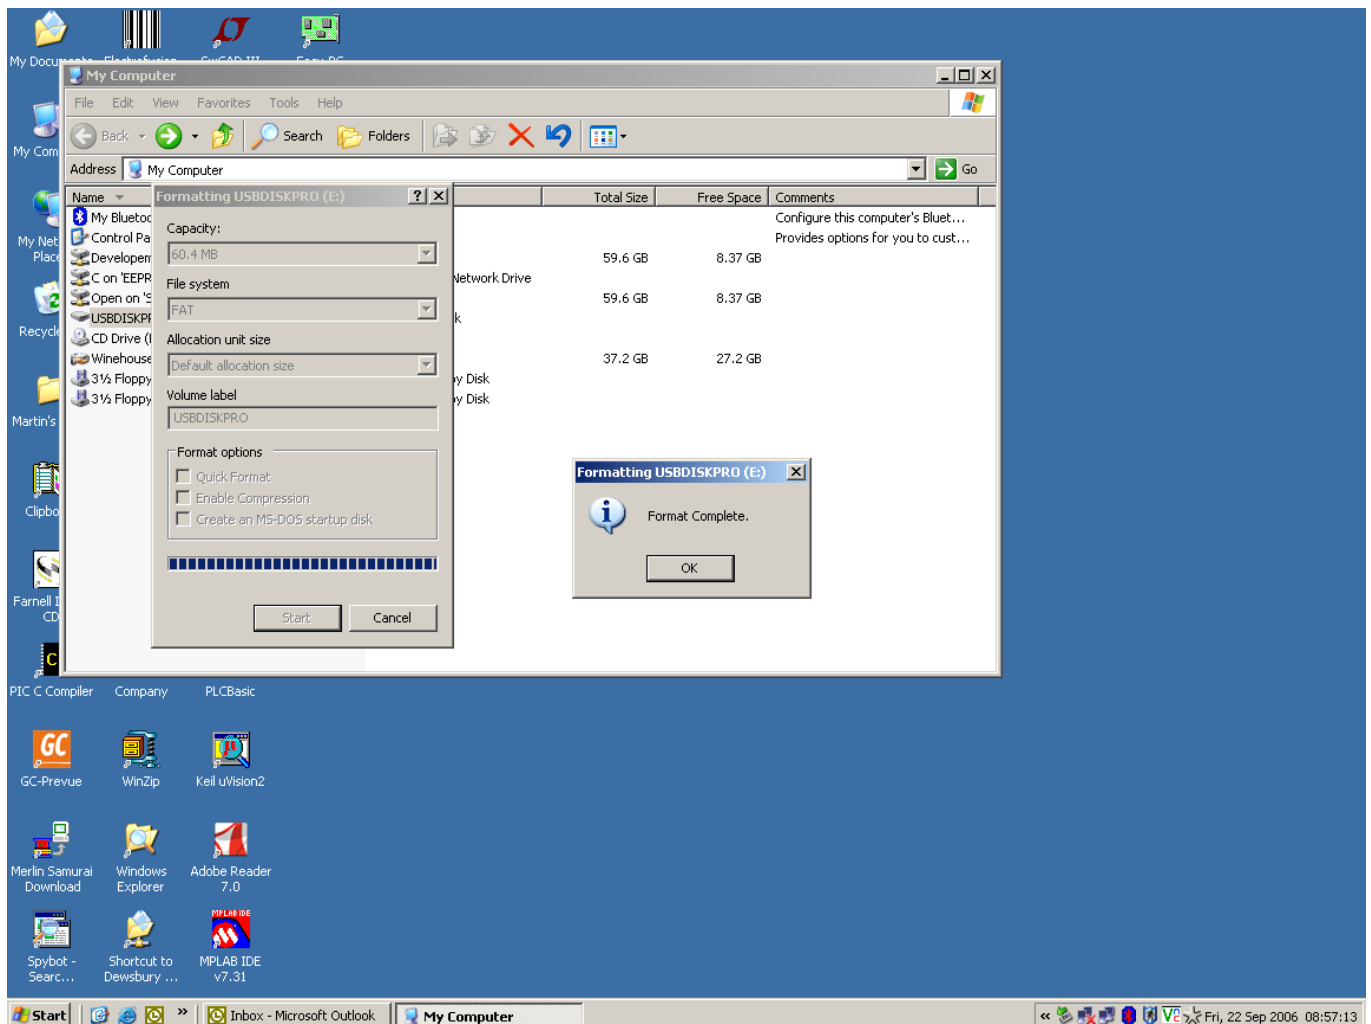 My Docu
My Computer
File Edit View Favorites Tools Help
Back Search Folders
My Com
Address My Computer Go
Name Total Size Free Space Comments
Formatting USBDISKPRO (E:)
My Bluetoo Configure this computer's Bluet...
Control Pa Provides options for you to cust...
Developem 59.6 GB 8.37 GB
C on 'EEPR Network Drive
Open on 'S 59.6 GB 8.37 GB
USBDISKPR k
CD Drive (
Winehouse 37.2 GB 27.2 GB
3½ Floppy y Disk
3½ Floppy py Disk
Capacity:
60.4 MB
File system
FAT
Allocation unit size
Default allocation size
Volume label
USBDISKPRO
Format options
Quick Format
Enable Compression
Create an MS-DOS startup disk
Start Cancel
Formatting USBDISKPRO (E:)
Format Complete.
OK
My Net
Place
Recycle
Martin's
Clipbo
Farnell I
CD
C
PIC C Compiler Company PLCBasic
GC
GC-Prevue WinZip Keil uVision2
Merlin Samurai
Download
Windows
Explorer
Adobe Reader
7.0
MPLAB IDE
Spybot -
Searc...
Shortcut to
Dewsbury ...
MPLAB IDE
v7.31
Start Inbox - Microsoft Outlook My Computer Fri, 22 Sep 2006 08:57:13